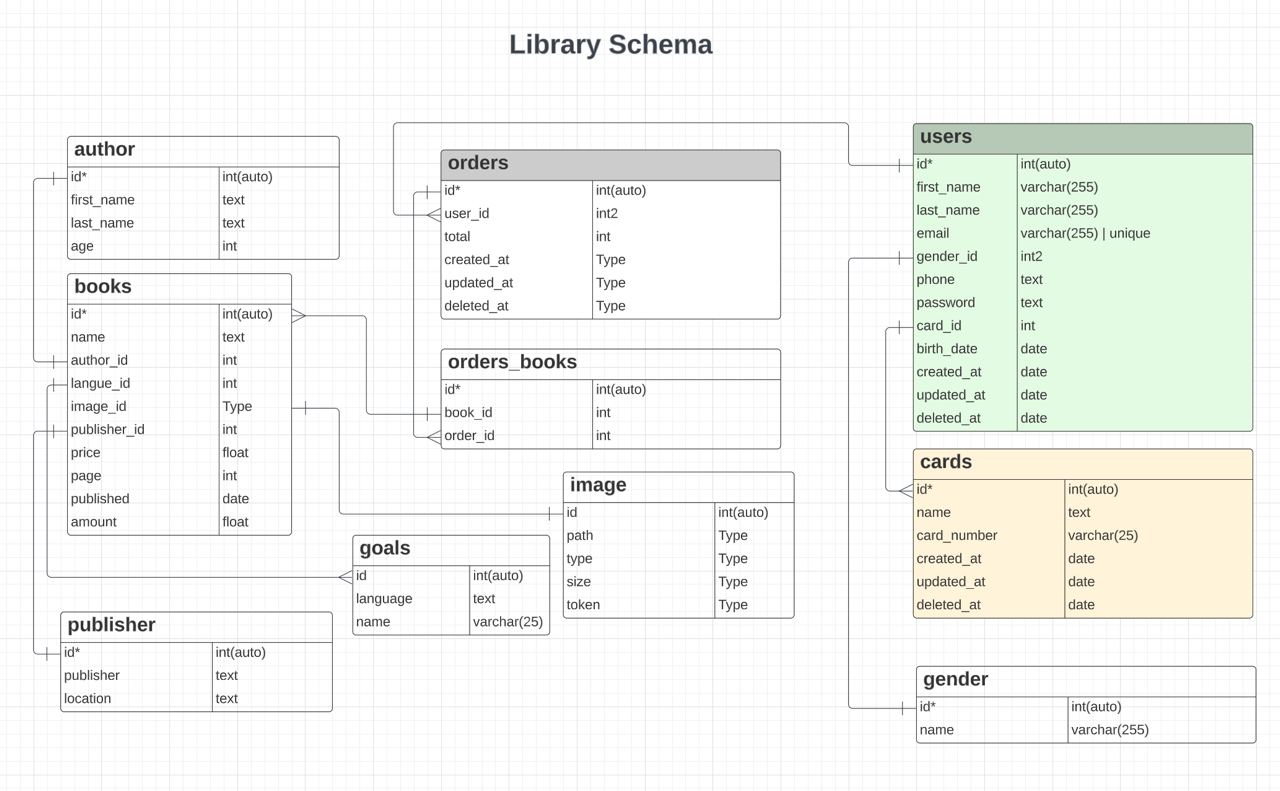 Library Schema
author
id* int(auto)
first_name text
last_name text
age int
books
id* int(auto)
name text
author_id int
langue_id int
image_id Type
publisher_id int
price float
page int
published date
amount float
publisher
id* int(auto)
publisher text
location text
orders
id* int(auto)
user_id int2
total int
created_at Type
updated_at Type
deleted_at Type
orders_books
id* int(auto)
book_id int
order_id int
goals
id int(auto)
language text
name varchar(25)
image
id int(auto)
path Type
type Type
size Type
token Type
users
id* int(auto)
first_name varchar(255)
last_name varchar(255)
email varchar(255) | unique
gender_id int2
phone text
password text
card_id int
birth_date date
created_at date
updated_at date
deleted_at date
cards
id* int(auto)
name text
card_number varchar(25)
created_at date
updated_at date
deleted_at date
gender
id* int(auto)
name varchar(255)